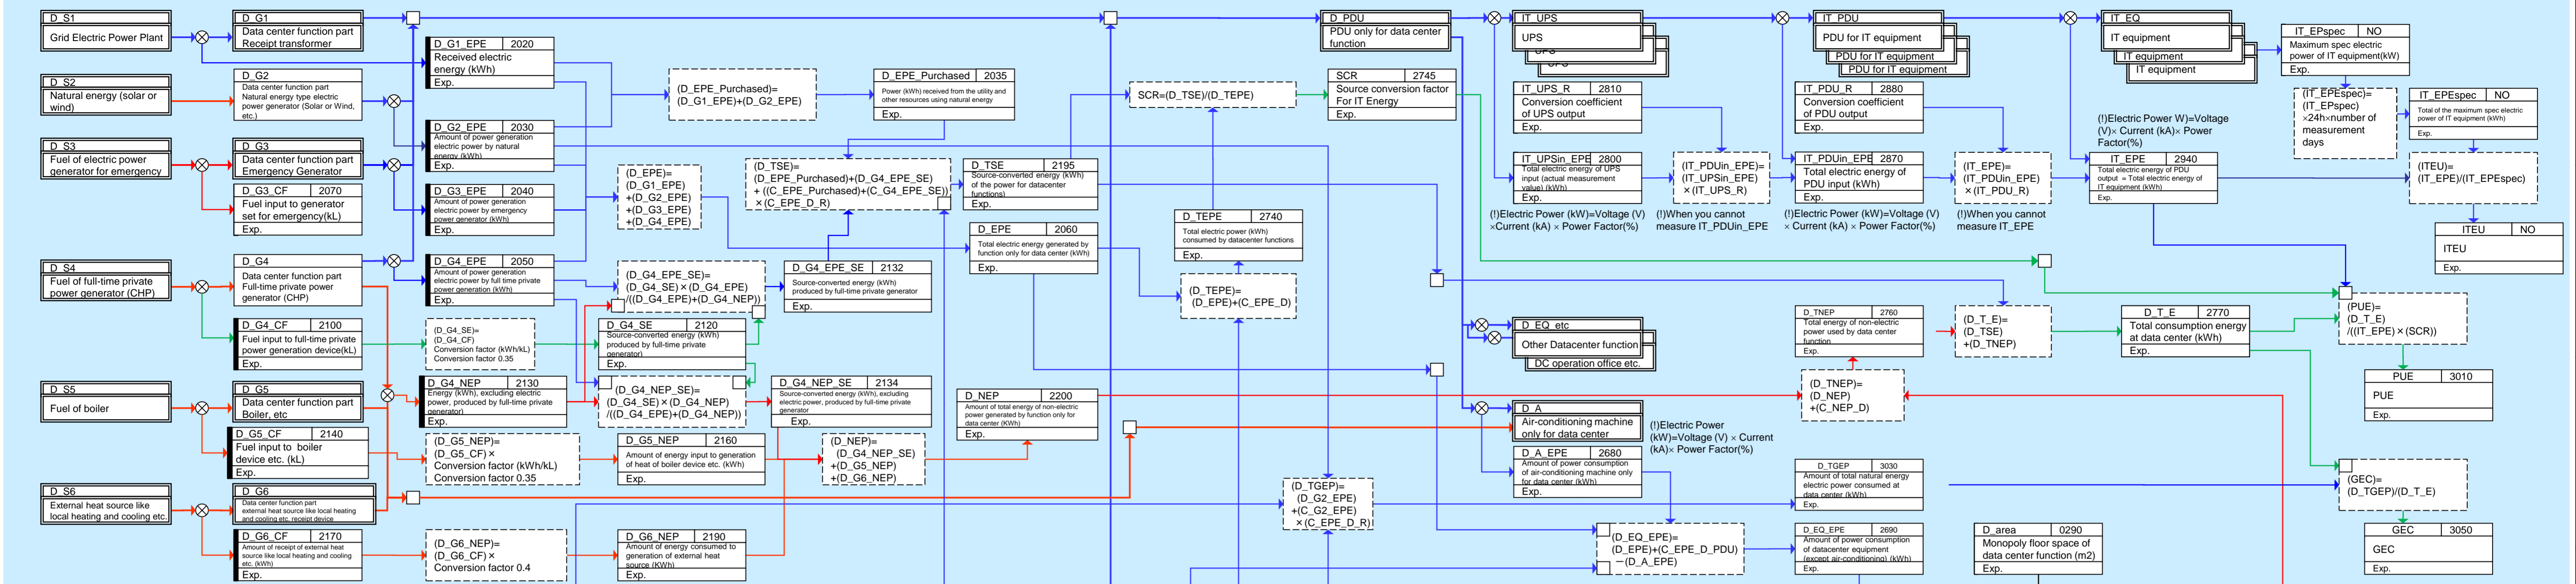 D_S1
Grid Electric Power Plant
D_G1
Data center function part
Receipt transformer
D_G1_EPE 2020
Received electric
energy (kWh)
Exp.
D_S2
Natural energy (solar or
wind)
D_G2
Data center function part
Natural energy type electric
power generator (Solar or Wind,
etc.)
D_G2_EPE 2030
Amount of power generation
electric power by natural
energy (kWh)
Exp.
D_S3
Fuel of electric power
generator for emergency
D_G3
Data center function part
Emergency Generator
D_G3_CF 2070
Fuel input to generator
set for emergency(kL)
Exp.
D_G3_EPE 2040
Amount of power generation
electric power by emergency
power generator (kWh)
Exp.
D_S4
Fuel of full-time private
power generator (CHP)
D_G4
Data center function part
Full-time private power
generator (CHP)
D_G4_EPE 2050
Amount of power generation
electric power by full time private
power generation (kWh)
Exp.
D_G4_CF 2100
Fuel input to full-time private
power generation device(kL)
Exp.
(D_G4_SE)=
(D_G4_CF)
Conversion factor (kWh/kL)
Conversion factor 0.35
D_G4_SE 2120
Source-converted energy (kWh)
produced by full-time private
generator)
Exp.
D_S5
Fuel of boiler
D_G5
Data center function part
Boiler, etc
D_G4_NEP 2130
Energy (kWh), excluding electric
power, produced by full-time private
generator)
Exp.
D_G5_CF 2140
Fuel input to boiler
device etc. (kL)
Exp.
(D_G5_NEP)=
(D_G5_CF)×
Conversion factor (kWh/kL)
Conversion factor 0.35
D_G5_NEP 2160
Amount of energy input to generation
of heat of boiler device etc. (kWh)
Exp.
D_S6
External heat source like
local heating and cooling etc.
D_G6
Data center function part
external heat source like local heating
and cooling etc. receipt device
D_G6_CF 2170
Amount of receipt of external heat
source like local heating and cooling
etc. (kWh)
Exp.
(D_G6_NEP)=
(D_G6_CF)×
Conversion factor 0.4
D_G6_NEP 2190
Amount of energy consumed to
generation of external heat
source (KWh)
Exp.
(D_EPE_Purchased)=
(D_G1_EPE)+(D_G2_EPE)
D_EPE_Purchased 2035
Power (kWh) received from the utility and
other resources using natural energy
Exp.
(D_EPE)=
(D_G1_EPE)
+(D_G2_EPE)
+(D_G3_EPE)
+(D_G4_EPE)
(D_TSE)=
(D_EPE_Purchased)+(D_G4_EPE_SE)
+ ((C_EPE_Purchased)+(C_G4_EPE_SE))
×(C_EPE_D_R)
D_TSE 2195
Source-converted energy (kWh)
of the power for datacenter
functions)
Exp.
D_EPE 2060
Total electric energy generated by
function only for data center (kWh)
Exp.
(D_G4_EPE_SE)=
(D_G4_SE)×(D_G4_EPE)
/((D_G4_EPE)+(D_G4_NEP))
D_G4_EPE_SE 2132
Source-converted energy (kWh)
produced by full-time private generator
Exp.
(D_G4_NEP_SE)=
(D_G4_SE)×(D_G4_NEP)
/((D_G4_EPE)+(D_G4_NEP))
D_G4_NEP_SE 2134
Source-converted energy (kWh), excluding
electric power, produced by full-time private
generator
Exp.
(D_NEP)=
(D_G4_NEP_SE)
+(D_G5_NEP)
+(D_G6_NEP)
D_NEP 2200
Amount of total energy of non-electric
power generated by function only for
data center (KWh)
Exp.
SCR=(D_TSE)/(D_TEPE)
SCR 2745
Source conversion factor
For IT Energy
Exp.
D_TEPE 2740
Total electric power (kWh)
consumed by datacenter functions
Exp.
(D_TEPE)=
(D_EPE)+(C_EPE_D)
(D_TGEP)=
(D_G2_EPE)
+(C_G2_EPE)
×(C_EPE_D_R)
D_PDU
PDU only for data center
function
IT_UPS
UPS
UPS
UPS
IT_UPS_R 2810
Conversion coefficient
of UPS output
Exp.
IT_UPSin_EPE 2800
Total electric energy of UPS
input (actual measurement
value) (kWh)
Exp.
(!)Electric Power (kW)=Voltage (V)
×Current (kA) × Power Factor(%)
(IT_PDUin_EPE)=
(IT_UPSin_EPE)
×(IT_UPS_R)
(!)When you cannot
measure IT_PDUin_EPE
IT_PDU
PDU for IT equipment
PDU for IT equipment
PDU for IT equipment
IT_PDU_R 2880
Conversion coefficient
of PDU output
Exp.
IT_PDUin_EPE 2870
Total electric energy of
PDU input (kWh)
Exp.
(!)Electric Power (kW)=Voltage (V)
× Current (kA) × Power Factor(%)
(IT_EPE)=
(IT_PDUin_EPE)
×(IT_PDU_R)
(!)When you cannot
measure IT_EPE
IT_EQ
IT equipment
IT equipment
IT equipment
(!)Electric Power W)=Voltage
(V)× Current (kA)× Power
Factor(%)
IT_EPE 2940
Total electric energy of PDU
output = Total electric energy of
IT equipment (kWh)
Exp.
IT_EPspec NO
Maximum spec electric
power of IT equipment(kW)
Exp.
(IT_EPEspec)=
(IT_EPspec)
×24h×number of
measurement
days
IT_EPEspec NO
Total of the maximum spec electric
power of IT equipment (kWh)
Exp.
(ITEU)=
(IT_EPE)/(IT_EPEspec)
ITEU NO
ITEU
Exp.
D_EQ_etc
Other Datacenter function
DC operation office etc.
D_A
Air-conditioning machine
only for data center
D_A_EPE 2680
Amount of power consumption
of air-conditioning machine only
for data center (kWh)
Exp.
(!)Electric Power
(kW)=Voltage (V) × Current
(kA)× Power Factor(%)
D_TNEP 2760
Total energy of non-electric
power used by data center
function
Exp.
(D_TNEP)=
(D_NEP)
+(C_NEP_D)
(D_T_E)=
(D_TSE)
+(D_TNEP)
D_T_E 2770
Total consumption energy
at data center (kWh)
Exp.
(PUE)=
(D_T_E)
/((IT_EPE)×(SCR))
PUE 3010
PUE
Exp.
D_TGEP 3030
Amount of total natural energy
electric power consumed at
data center (kWh)
Exp.
(GEC)=
(D_TGEP)/(D_T_E)
GEC 3050
GEC
Exp.
(D_EQ_EPE)=
(D_EPE)+(C_EPE_D_PDU)
−(D_A_EPE)
D_EQ_EPE 2690
Amount of power consumption
of datacenter equipment
(except air-conditioning) (kWh)
Exp.
D_area 0290
Monopoly floor space of
data center function (m2)
Exp.